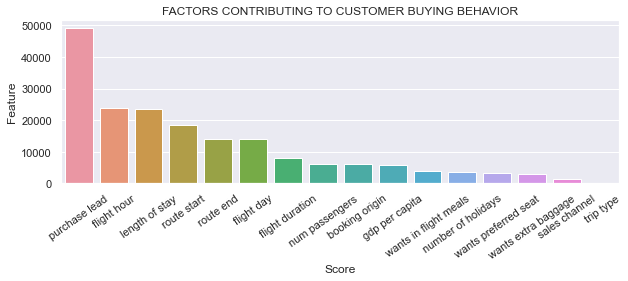 FACTORS CONTRIBUTING TO CUSTOMER BUYING BEHAVIOR
50000
40000
30000
20000
10000
0
Feature
purchase lead
flight hour
length of stay
route start
route end
flight day
flight duration
num passengers
booking origin
gdp per capita
wants in flight meals
number of holidays
wants preferred seat
wants extra baggage
sales channel
trip type
Score